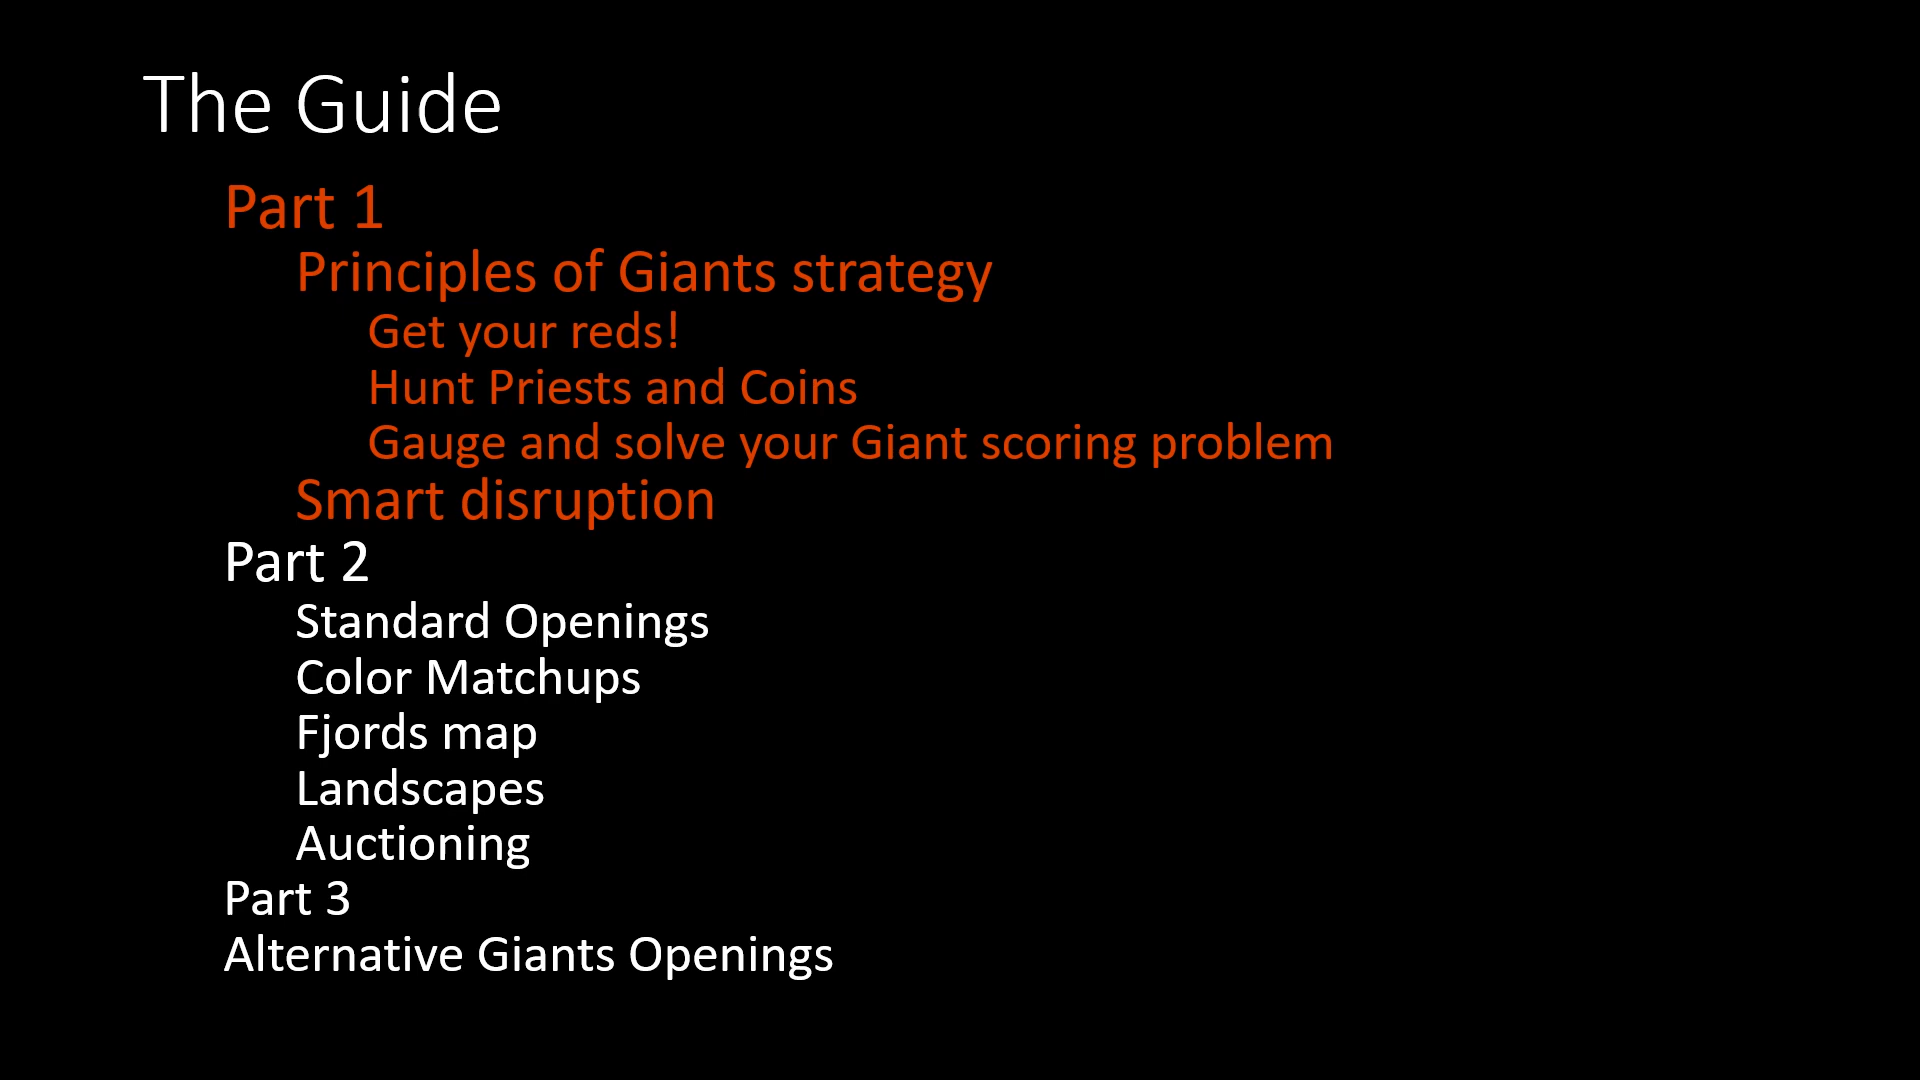 The Guide
Part 1
Principles of Giants strategy
Get your reds!
Hunt Priests and Coins
Gauge and solve your Giant scoring problem
Smart disruption
Part 2
Standard Openings
Color Matchups
Fjords map
Landscapes
Auctioning
Part 3
Alternative Giants Openings